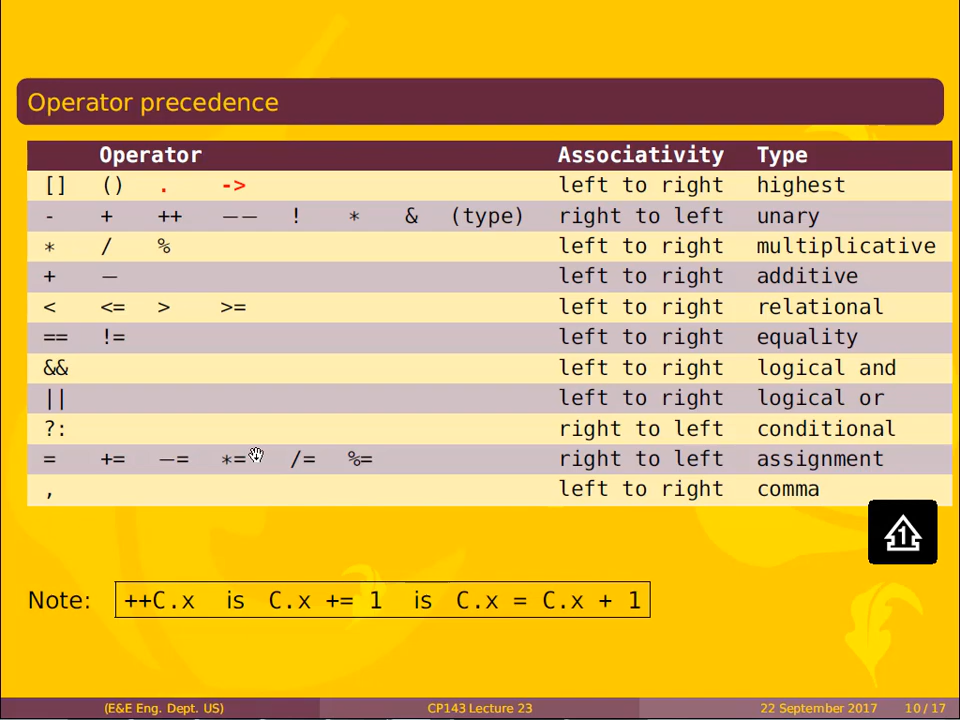 Operator precedence
Operator Associativity Type
[] () . -> left to right highest
- + ++ −− ! * & (type) right to left unary
* / % left to right multiplicative
+ − left to right additive
< <= > >= left to right relational
== != left to right equality
&& left to right logical and
|| left to right logical or
?: right to left conditional
= += −= *= /= %= right to left assignment
, left to right comma
1
Note: ++C.x is C.x += 1 is C.x = C.x + 1
(E&E Eng. Dept. US) CP143 Lecture 23 22 September 2017 10 / 17